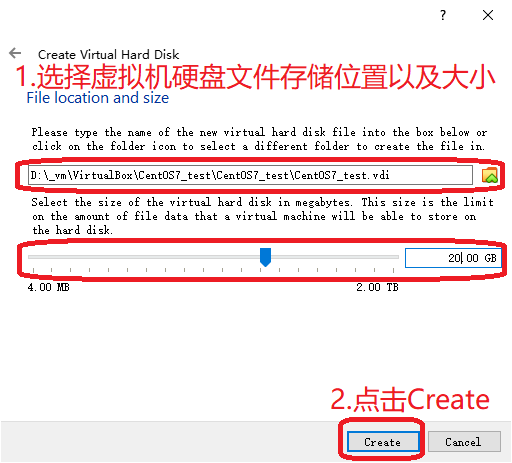 ?
Create Virtual Hard Disk
1.选择虚拟机硬盘文件存储位置以及大小
File location and size
Please type the name of the new virtual hard disk file into the box below or
click on the folder icon to select a different folder to create the file in.
D:\_vm\VirtualBox\CentOS7_test\CentOS7_test\CentOS7_test.vdi
Select the size of the virtual hard disk in megabytes. This size is the limit
on the amount of file data that a virtual machine will be able to store on
the hard disk.
20.00 GB
4.00 MB 2.00 TB
2.点击Create
Create Cancel